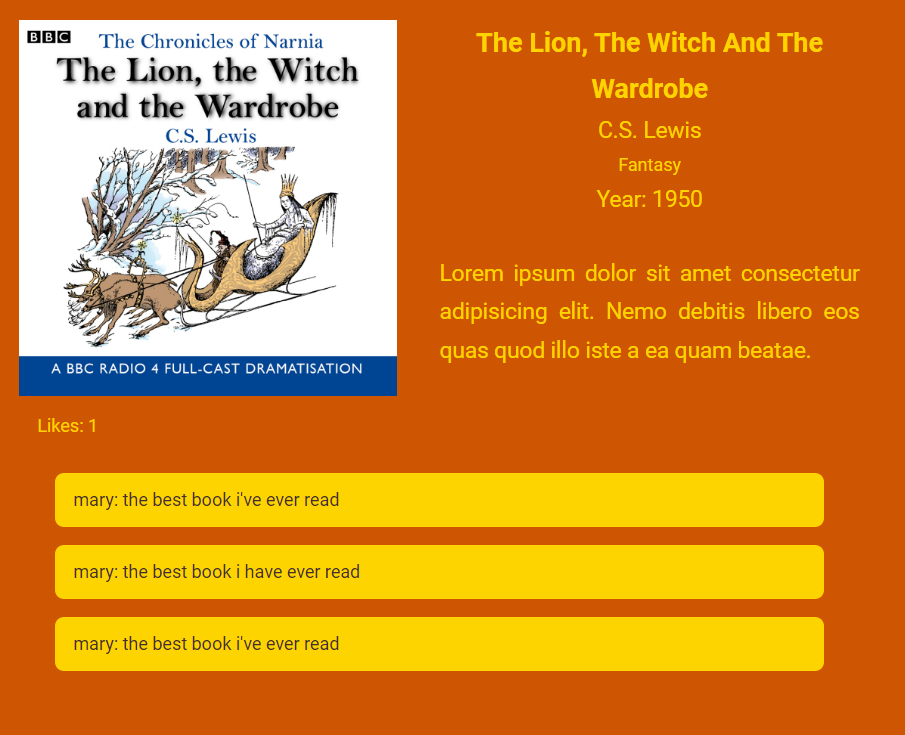 BBC
The Chronicles of Narnia
The Lion, the Witch
and the Wardrobe
C.S. Lewis
A BBC RADIO 4 FULL-CAST DRAMATISATION
The Lion, The Witch And The
Wardrobe
C.S. Lewis
Fantasy
Year: 1950
Lorem ipsum dolor sit amet consectetur
adipisicing elit. Nemo debitis libero eos
quas quod illo iste a ea quam beatae.
Likes: 1
mary: the best book i've ever read
mary: the best book i have ever read
mary: the best book i've ever read